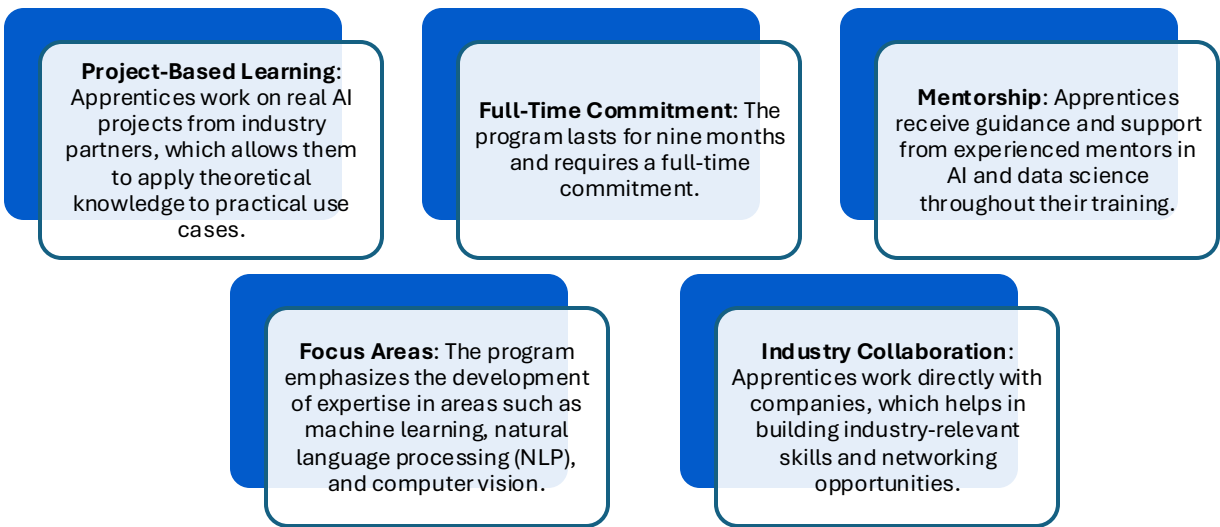 Project-Based Learning:
Apprentices work on real AI
projects from industry
partners, which allows them
to apply theoretical
knowledge to practical use
cases.
Full-Time Commitment: The
program lasts for nine months
and requires a full-time
commitment.
Mentorship: Apprentices
receive guidance and support
from experienced mentors in
AI and data science
throughout their training.
Focus Areas: The program
emphasizes the development
of expertise in areas such as
machine learning, natural
language processing (NLP),
and computer vision.
Industry Collaboration:
Apprentices work directly with
companies, which helps in
building industry-relevant
skills and networking
opportunities.